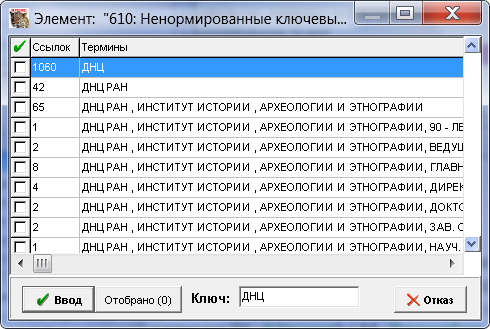 Элемент: "610: Ненормированные ключевы...
Ссылок Термины
1060 ДНЦ
42 ДНЦ РАН
65 ДНЦ РАН , ИНСТИТУТ ИСТОРИИ , АРХЕОЛОГИИ И ЭТНОГРАФИИ
1 ДНЦ РАН , ИНСТИТУТ ИСТОРИИ , АРХЕОЛОГИИ И ЭТНОГРАФИИ, 90 - ЛЕ
2 ДНЦ РАН , ИНСТИТУТ ИСТОРИИ , АРХЕОЛОГИИ И ЭТНОГРАФИИ, ВЕДУЩ
8 ДНЦ РАН , ИНСТИТУТ ИСТОРИИ , АРХЕОЛОГИИ И ЭТНОГРАФИИ, ГЛАВН
4 ДНЦ РАН , ИНСТИТУТ ИСТОРИИ , АРХЕОЛОГИИ И ЭТНОГРАФИИ, ДИРЕК
2 ДНЦ РАН , ИНСТИТУТ ИСТОРИИ , АРХЕОЛОГИИ И ЭТНОГРАФИИ, ДОКТО
2 ДНЦ РАН , ИНСТИТУТ ИСТОРИИ , АРХЕОЛОГИИ И ЭТНОГРАФИИ, ЗАВ. С
1 ДНЦ РАН , ИНСТИТУТ ИСТОРИИ , АРХЕОЛОГИИ И ЭТНОГРАФИИ, НАУЧ.
Ввод Отобрано (0) Ключ: ДНЦ Отказ